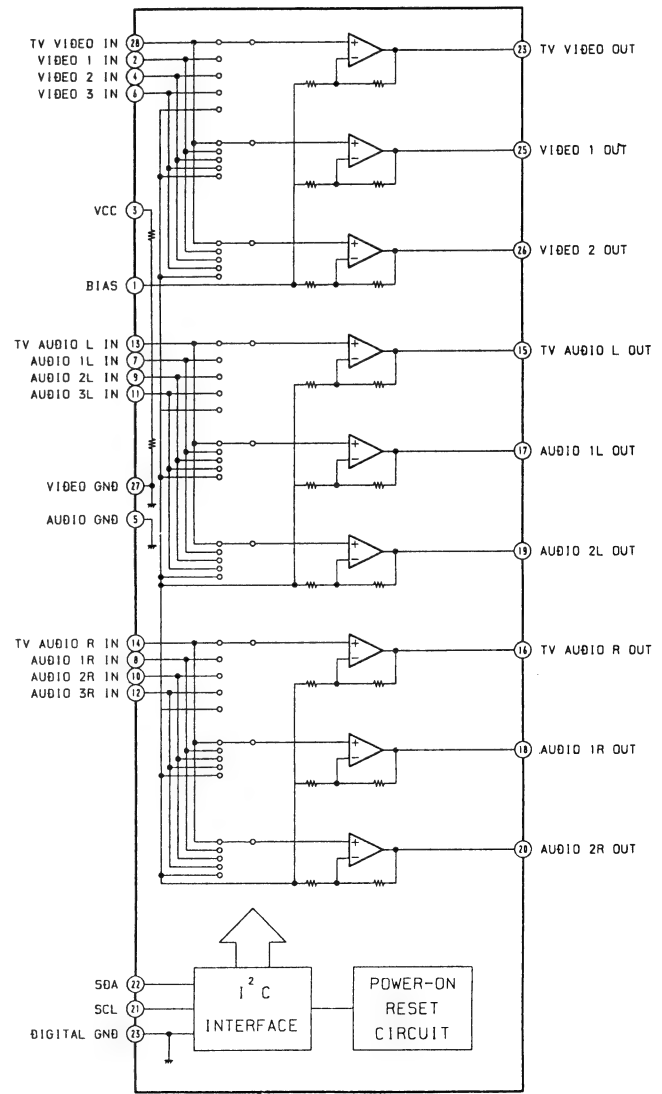 TV VIDEO IN 28
VIDEO 1 IN 2
VIDEO 2 IN 4
VIDEO 3 IN 6
VCC 3
BIAS 1
TV AUDIO L IN 13
AUDIO 1L IN 7
AUDIO 2L IN 9
AUDIO 3L IN 11
VIDEO GND 27
AUDIO GND 5
TV AUDIO R IN 14
AUDIO 1R IN 8
AUDIO 2R IN 10
AUDIO 3R IN 12
SDA 22
SCL 21
DIGITAL GND 23
+
−
+
−
+
−
+
−
+
−
+
−
+
−
+
−
+
−
I² C
INTERFACE
POWER-ON
RESET
CIRCUIT
23 TV VIDEO OUT
25 VIDEO 1 OUT
26 VIDEO 2 OUT
15 TV AUDIO L OUT
17 AUDIO 1L OUT
19 AUDIO 2L OUT
16 TV AUDIO R OUT
18 AUDIO 1R OUT
20 AUDIO 2R OUT